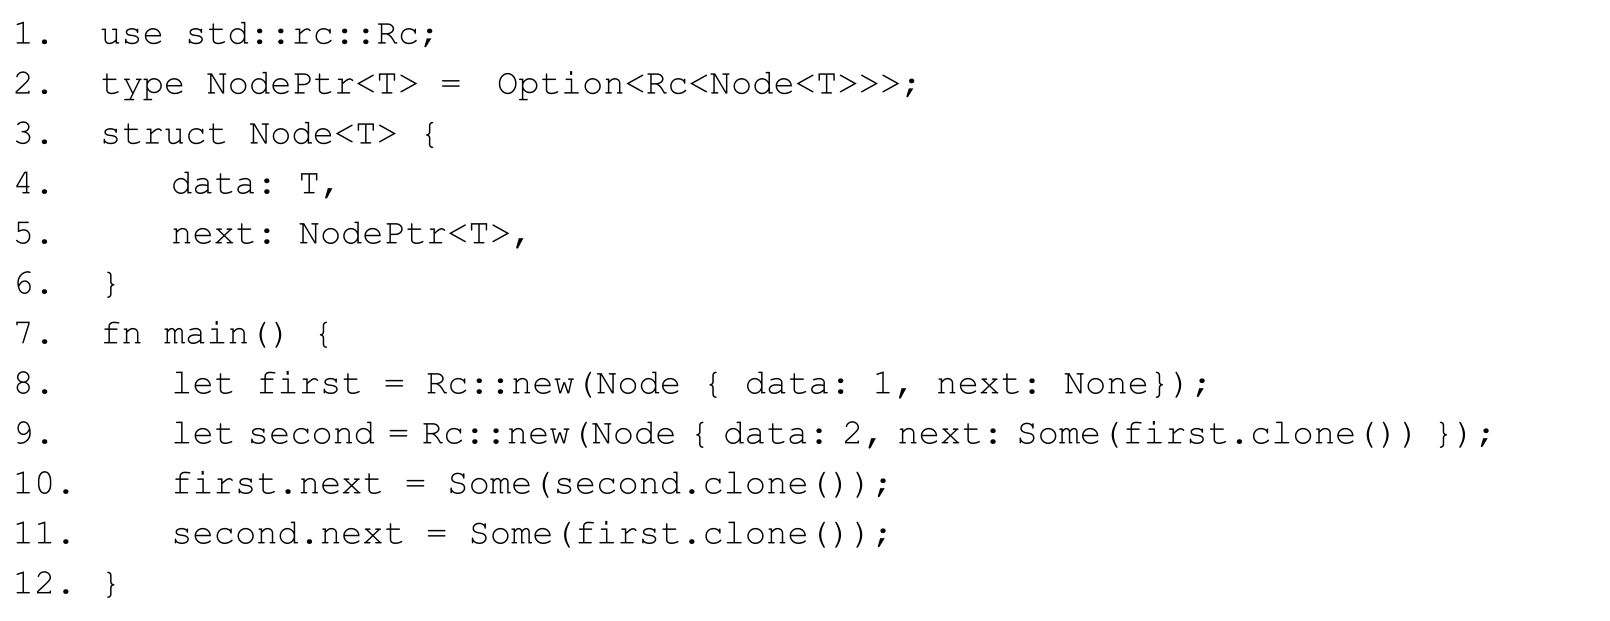 1. use std::rc::Rc;
2. type NodePtr<T> = Option<Rc<Node<T>>>;
3. struct Node<T> {
4. data: T,
5. next: NodePtr<T>,
6. }
7. fn main() {
8. let first = Rc::new(Node { data: 1, next: None});
9. let second = Rc::new(Node { data: 2, next: Some(first.clone()) });
10. first.next = Some(second.clone());
11. second.next = Some(first.clone());
12. }